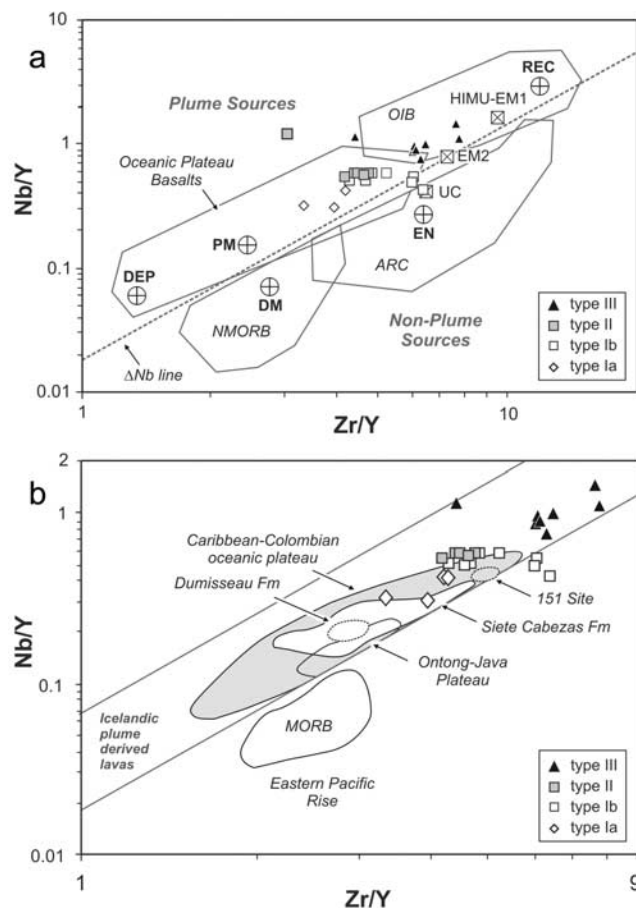 a
10
1
0.1
0.01
Nb/Y
Plume Sources
Oceanic Plateau
Basalts
REC
HIMU-EM1
OIB
EM2
UC
EN
PM
DEP
DM
ARC
NMORB
Non-Plume
Sources
ΔNb line
type III
type II
type Ib
type Ia
1
10
Zr/Y
b
2
1
0.1
0.01
Nb/Y
Caribbean-Colombian
oceanic plateau
Dumisseau Fm
151 Site
Siete Cabezas Fm
Ontong-Java
Plateau
Icelandic
plume
derived
lavas
MORB
Eastern Pacific
Rise
type III
type II
type Ib
type Ia
1
9
Zr/Y